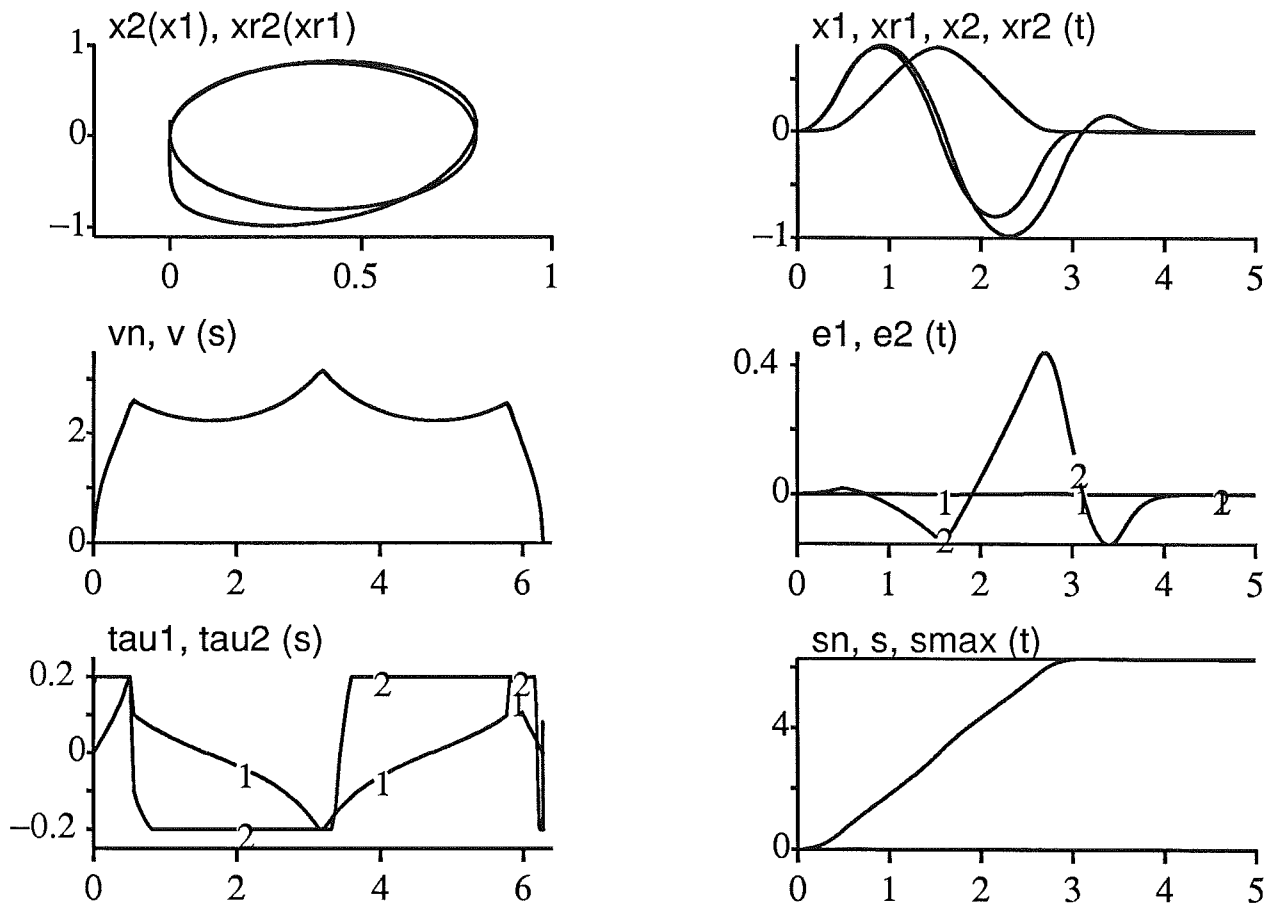 x2(x1), xr2(xr1)
1
0
−1
0 0.5 1
x1, xr1, x2, xr2 (t)
0
−1
0 1 2 3 4 5
vn, v (s)
2
0
0 2 4 6
e1, e2 (t)
0.4
0
1 2 2 1 1 2
0 1 2 3 4 5
tau1, tau2 (s)
0.2
0
−0.2
2 2 1 1 1 2
0 2 4 6
sn, s, smax (t)
4
0
0 1 2 3 4 5